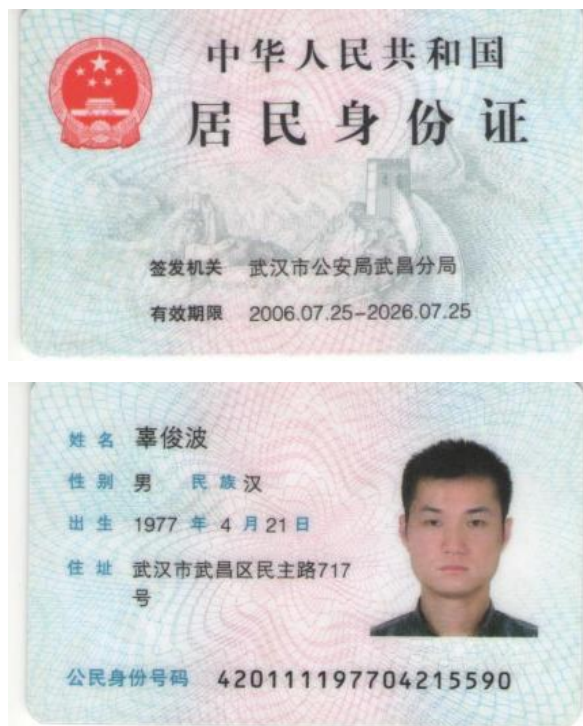 中华人民共和国
居民身份证
签发机关 武汉市公安局武昌分局
有效期限 2006.07.25-2026.07.25
姓名 辜俊波
性别 男 民族 汉
出生 1977 年 4 月 21 日
住址 武汉市武昌区民主路717
号
公民身份号码 420111197704215590